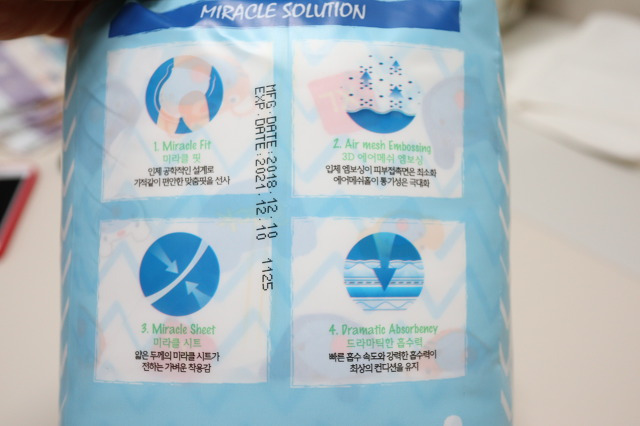 MIRACLE SOLUTION
1. Miracle Fit
미라클 핏
인체 공학적인 설계로
기적같이 편안한 맞춤핏을 선사
2. Air mesh Embossing
3D 에어메쉬 엠보싱
입체 엠보싱이 피부접촉면은 최소화
에어메쉬홀이 통기성은 극대화
MFG.DATE:2018.12.10 1125
EXP.DATE:2021.12.10
3. Miracle Sheet
미라클 시트
얇은 두께의 미라클 시트가
전하는 가벼운 착용감
4. Dramatic Absorbency
드라마틱한 흡수력
빠른 흡수 속도와 강력한 흡수력이
최상의 컨디션을 유지